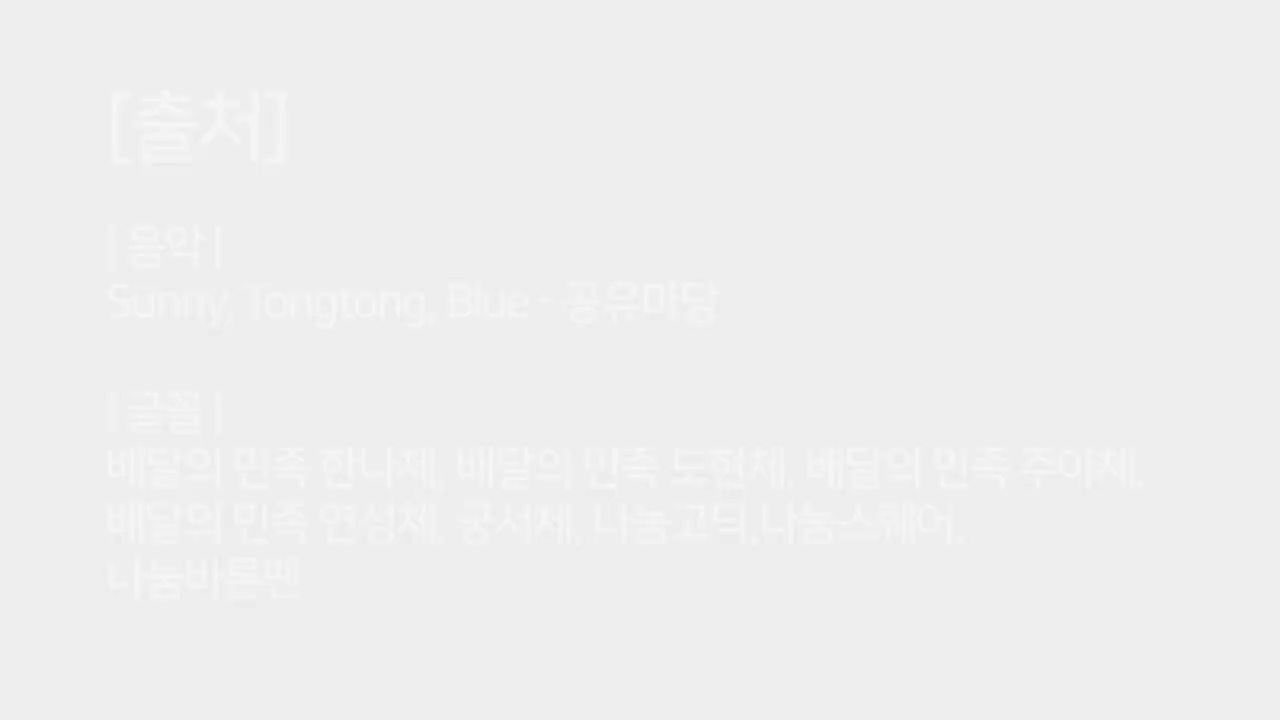 [출처]
| 음악 |
Sunny, Tongtong, Blue - 공유마당
| 글꼴 |
배달의 민족 한나체, 배달의 민족 도현체, 배달의 민족 주아체,
배달의 민족 연성체, 궁서체, 나눔고딕,나눔스퀘어,
나눔바른펜